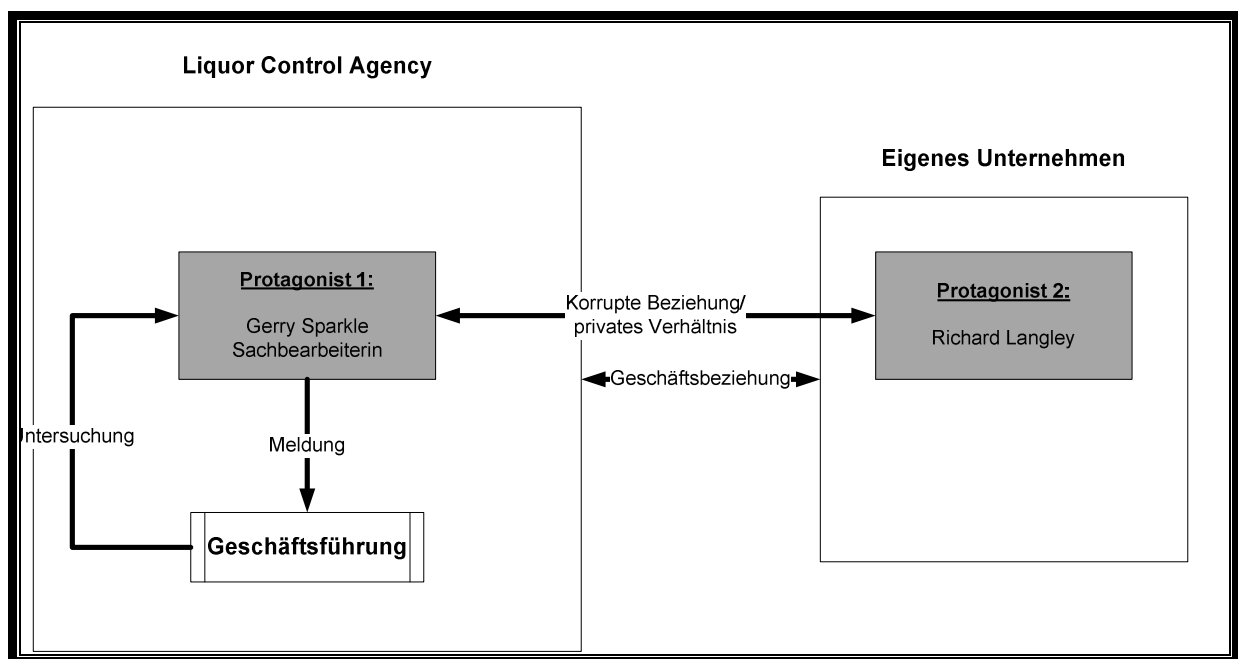 Liquor Control Agency
Eigenes Unternehmen
Protagonist 1:
Gerry Sparkle
Sachbearbeiterin
Korrupte Beziehung/
privates Verhältnis
Protagonist 2:
Richard Langley
Geschäftsbeziehung
Untersuchung
Meldung
Geschäftsführung